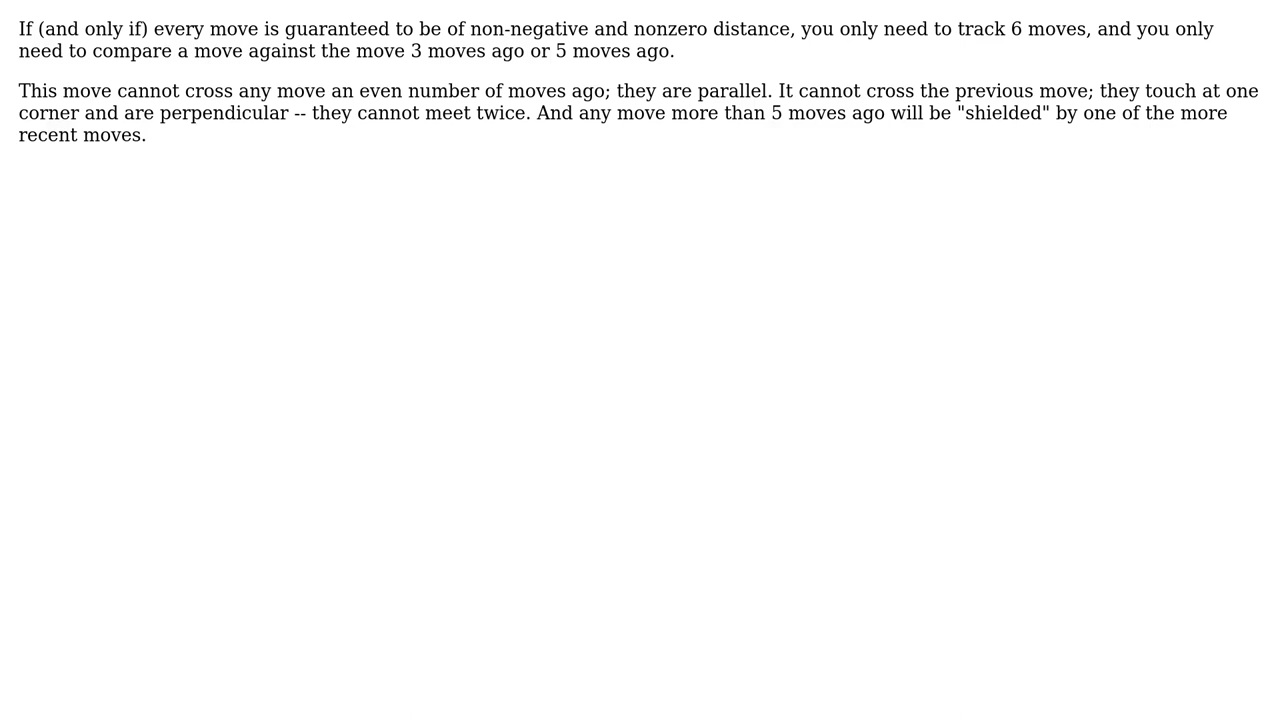 If (and only if) every move is guaranteed to be of non-negative and nonzero distance, you only need to track 6 moves, and you only
need to compare a move against the move 3 moves ago or 5 moves ago.
This move cannot cross any move an even number of moves ago; they are parallel. It cannot cross the previous move; they touch at one
corner and are perpendicular -- they cannot meet twice. And any move more than 5 moves ago will be "shielded" by one of the more
recent moves.